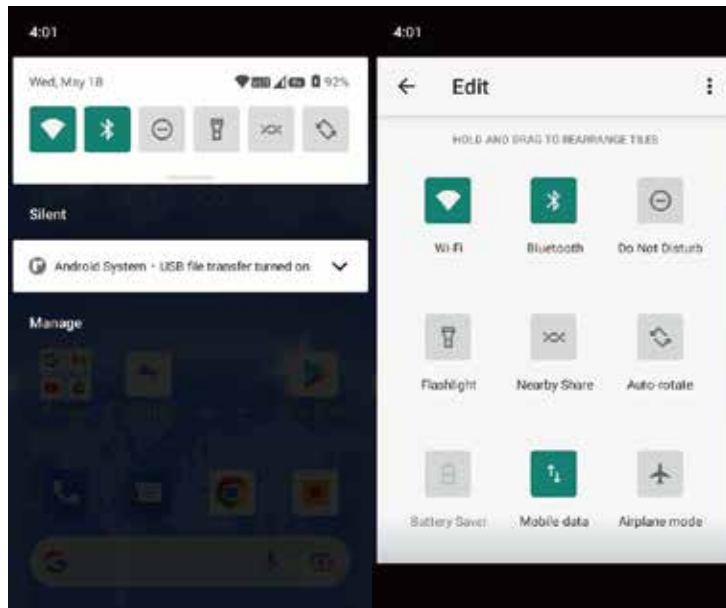 4:01
Wed, May 18
92%
Silent
Android System • USB file transfer turned on
Manage
4:01
Edit
HOLD AND DRAG TO REARRANGE TILES
Wi-Fi
Bluetooth
Do Not Disturb
Flashlight
Nearby Share
Auto-rotate
Battery Saver
Mobile data
Airplane mode